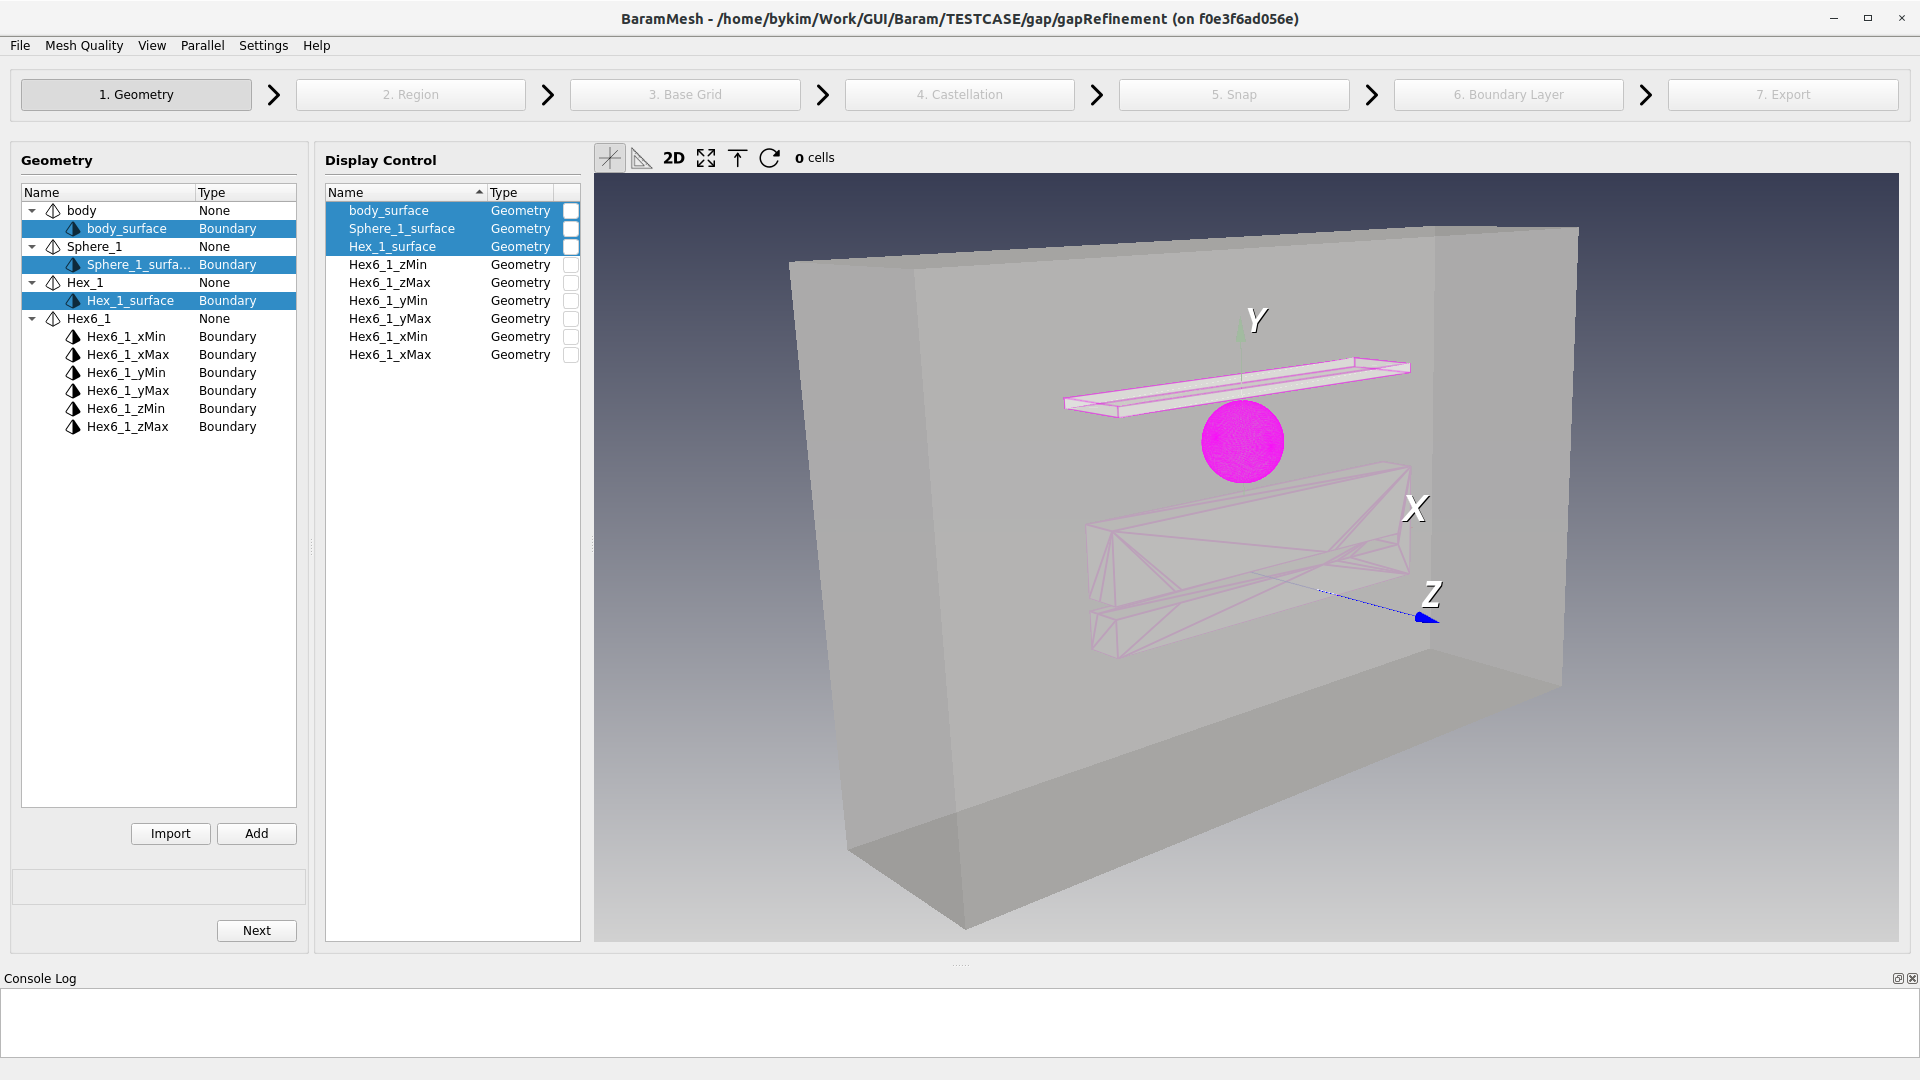 BaramMesh - /home/bykim/Work/GUI/Baram/TESTCASE/gap/gapRefinement (on f0e3f6ad056e)
File Mesh Quality View Parallel Settings Help
1. Geometry 2. Region 3. Base Grid 4. Castellation 5. Snap 6. Boundary Layer 7. Export
Geometry
Name Type
body None
body_surface Boundary
Sphere_1 None
Sphere_1_surfa... Boundary
Hex_1 None
Hex_1_surface Boundary
Hex6_1 None
Hex6_1_xMin Boundary
Hex6_1_xMax Boundary
Hex6_1_yMin Boundary
Hex6_1_yMax Boundary
Hex6_1_zMin Boundary
Hex6_1_zMax Boundary
Import Add
Next
Display Control
Name Type
body_surface Geometry
Sphere_1_surface Geometry
Hex_1_surface Geometry
Hex6_1_zMin Geometry
Hex6_1_zMax Geometry
Hex6_1_yMin Geometry
Hex6_1_yMax Geometry
Hex6_1_xMin Geometry
Hex6_1_xMax Geometry
2D 0 cells
Y
X
Z
Console Log